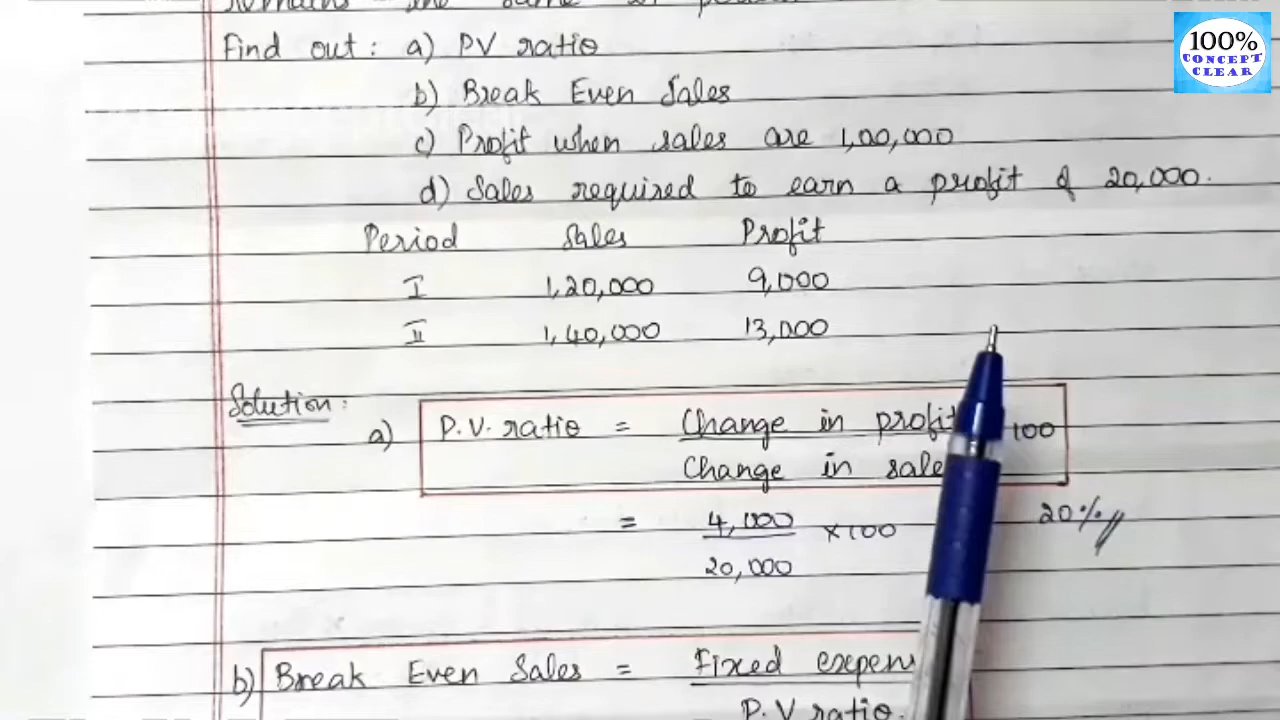 the same
Find out: a) PV ratio
b) Break Even Sales
c) Profit when sales are 1,00,000
d) Sales required to earn a profit of 20,000.
Period Sales Profit
I 1,20,000 9,000
II 1,40,000 13,000
Solution:
a) P.V. ratio = Change in profit 100
Change in sale
= 4,000 ×100 20%
20,000
b) Break Even Sales = Fixed expen
P.V ratio.
100%
CONCEPT
CLEAR